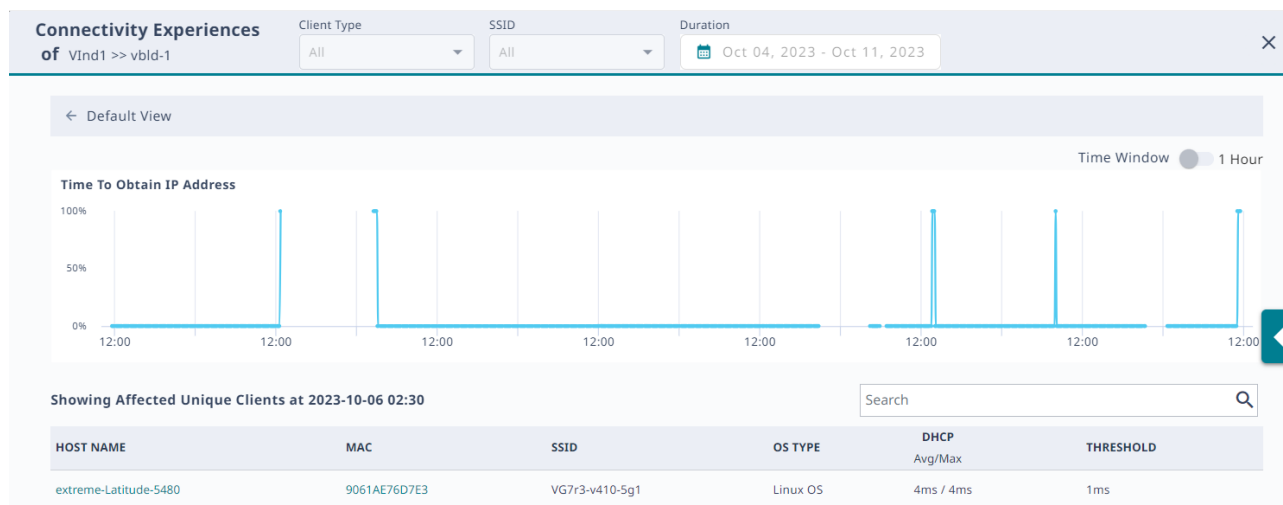 Connectivity Experiences
of VInd1 >> vbld-1
Client Type
All
SSID
All
Duration
Oct 04, 2023 - Oct 11, 2023
Default View
Time Window 1 Hour
Time To Obtain IP Address
100%
50%
0%
12:00 12:00 12:00 12:00 12:00 12:00 12:00 12:00
Showing Affected Unique Clients at 2023-10-06 02:30
Search
HOST NAME MAC SSID OS TYPE DHCP Avg/Max THRESHOLD
extreme-Latitude-5480 9061AE76D7E3 VG7r3-v410-5g1 Linux OS 4ms / 4ms 1ms